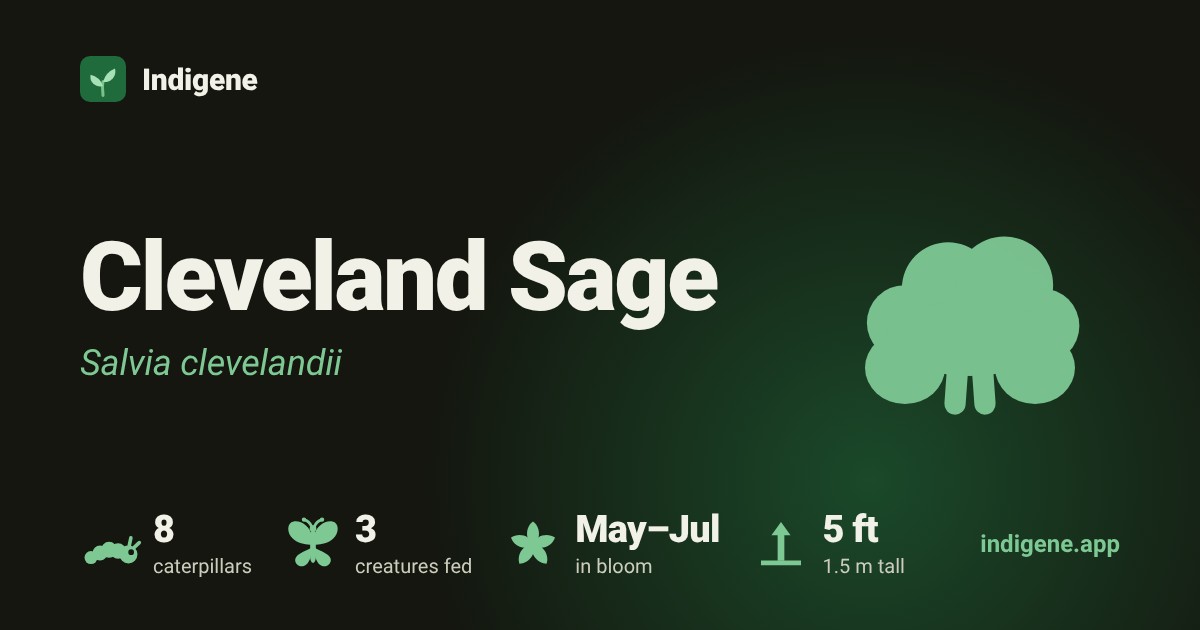 Indigene
Cleveland Sage
Salvia clevelandii
8
caterpillars
3
creatures fed
May–Jul
in bloom
5 ft
1.5 m tall
indigene.app